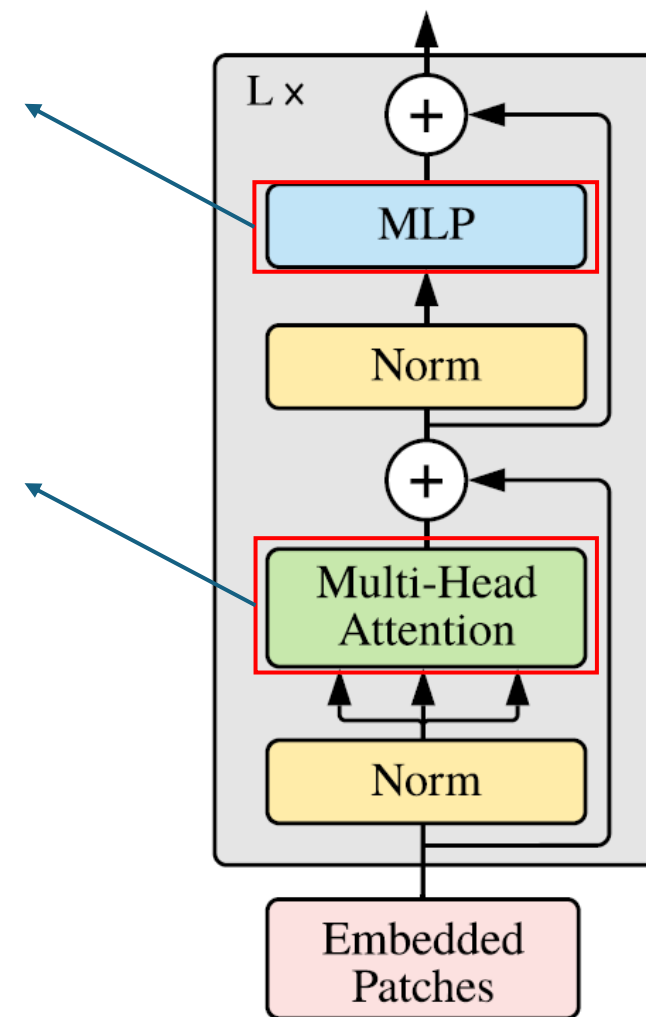 L ×
+
MLP
Norm
+
Multi-Head
Attention
Norm
Embedded
Patches